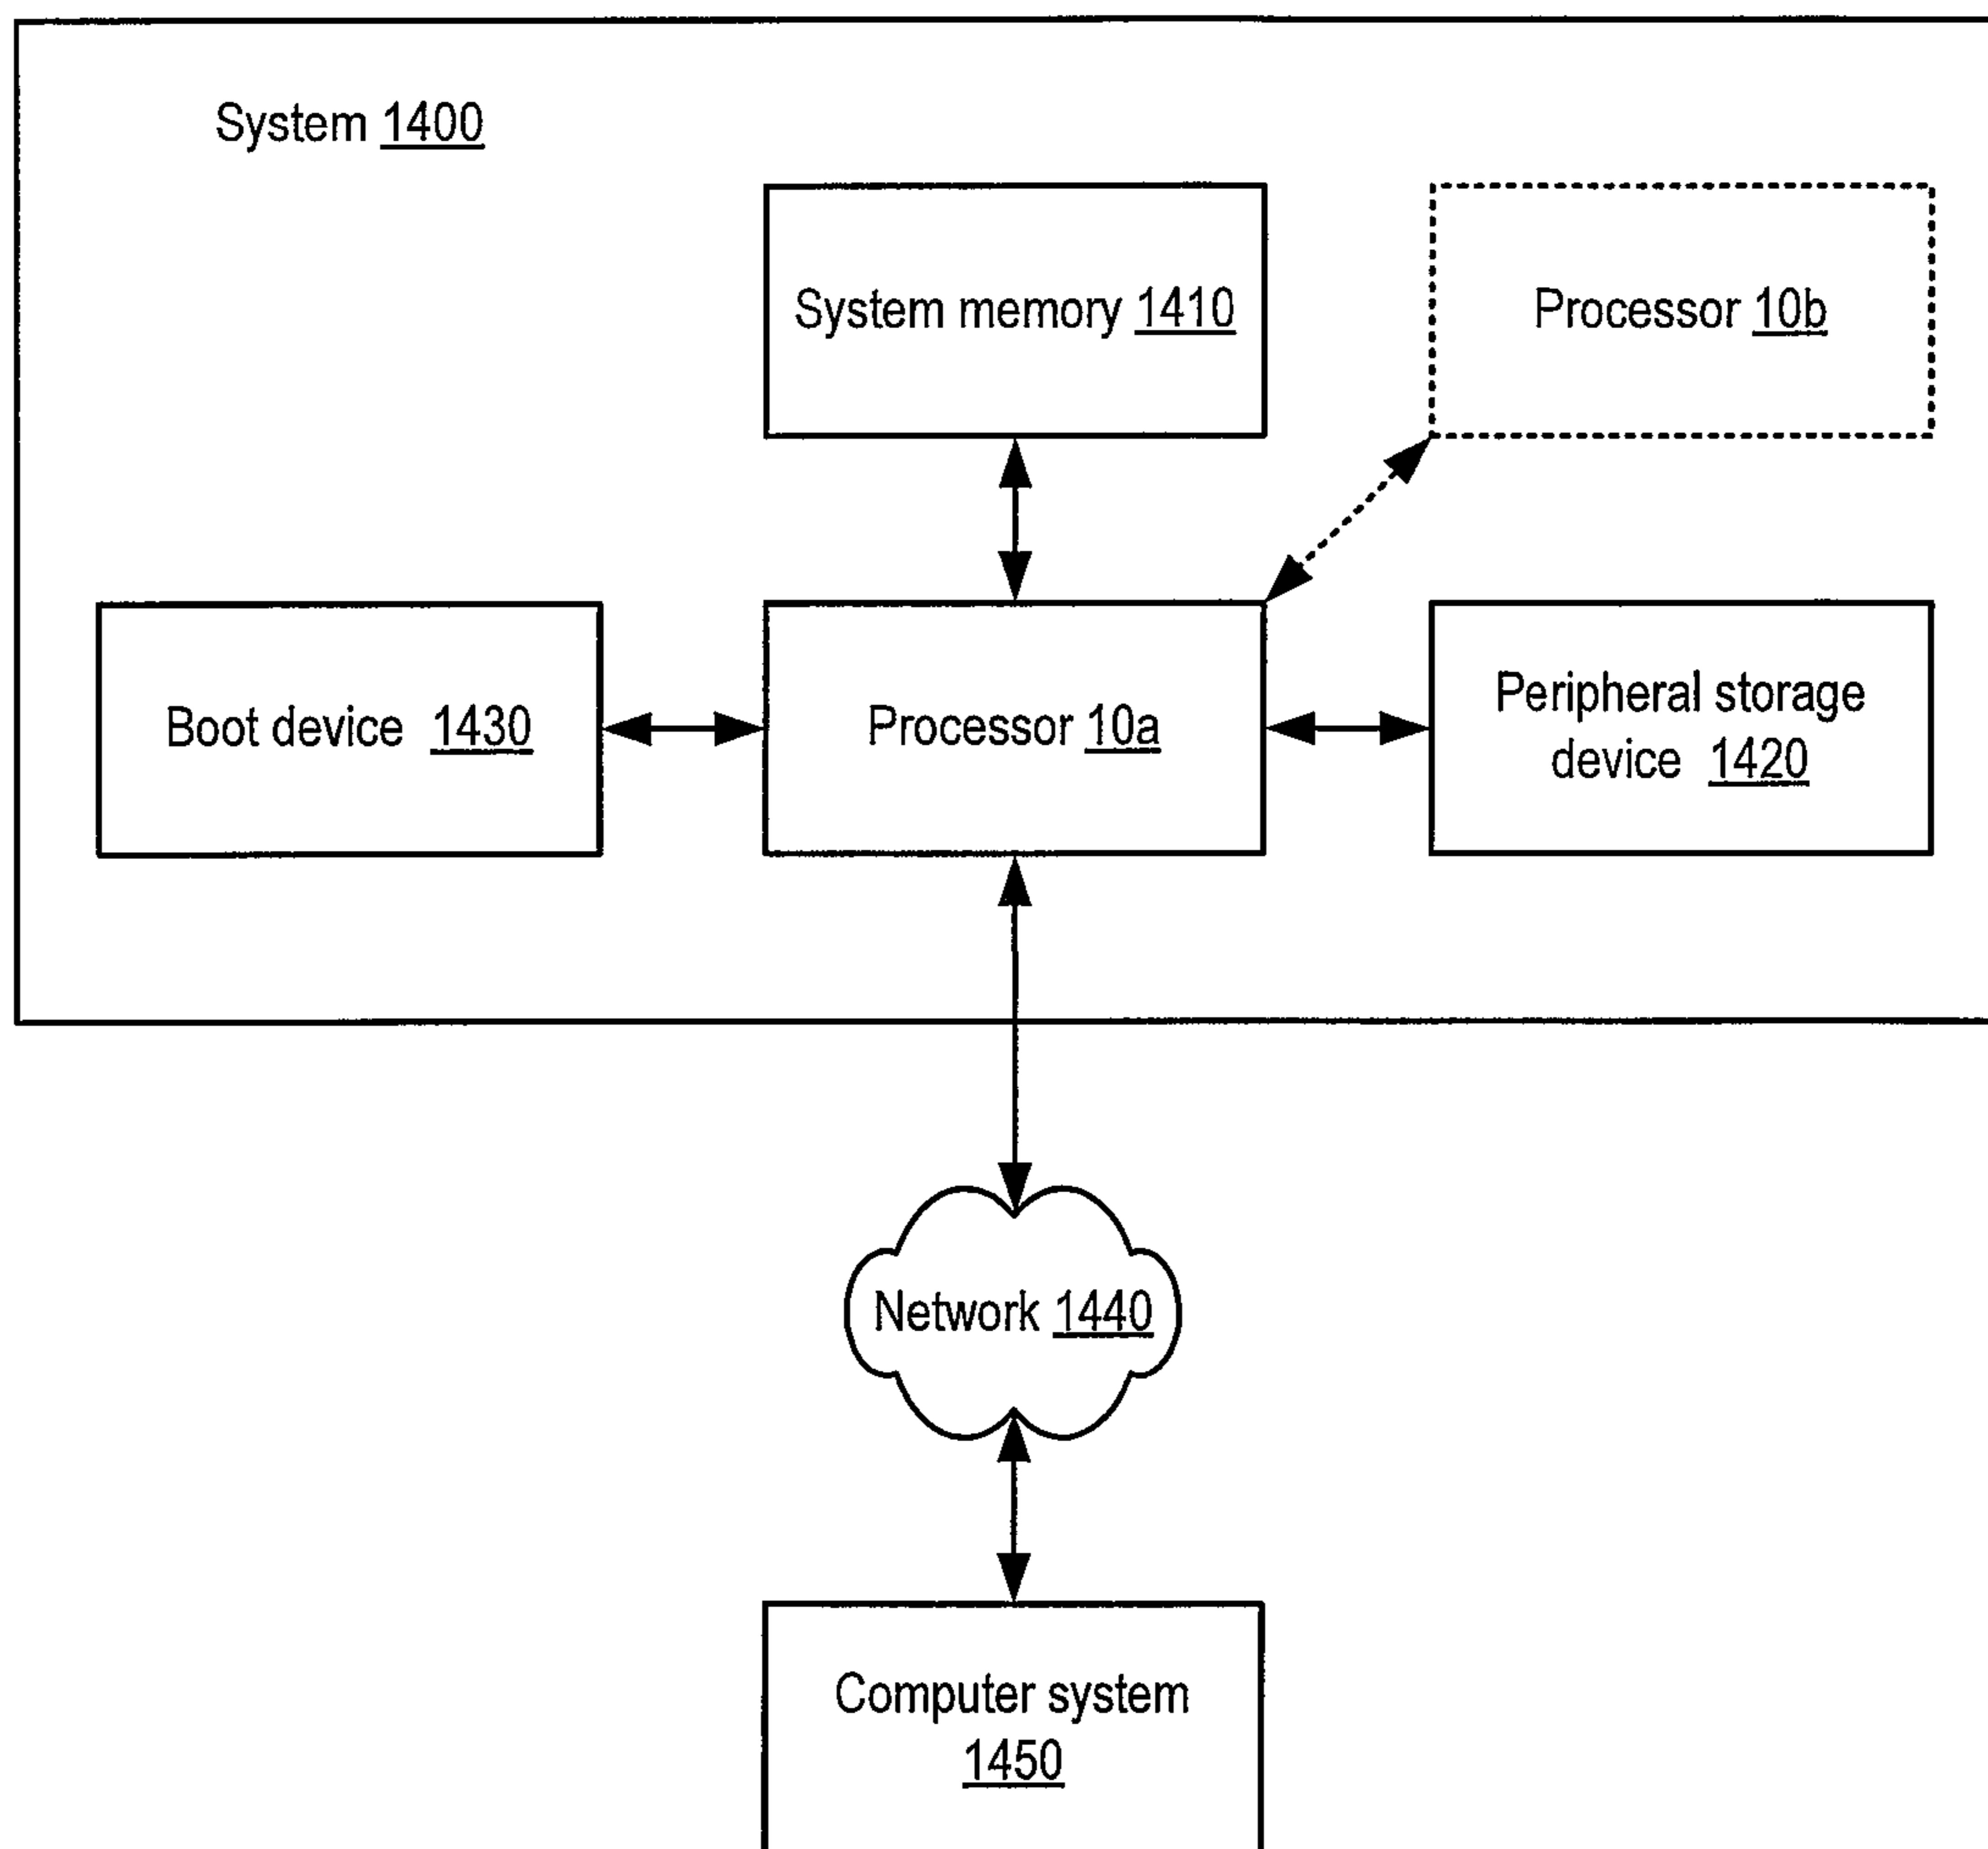 System 1400
System memory 1410
Processor 10b
Boot device 1430
Processor 10a
Peripheral storage
device 1420
Network 1440
Computer system
1450